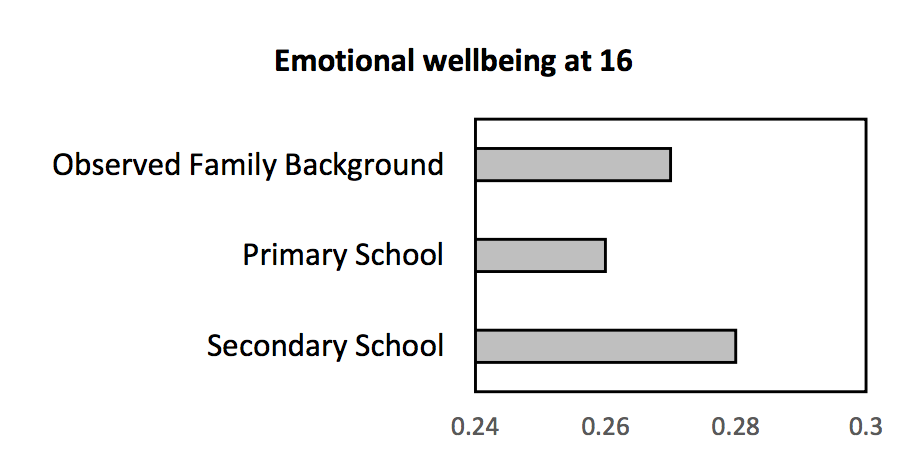 Emotional wellbeing at 16
Observed Family Background
Primary School
Secondary School
0.24 0.26 0.28 0.3